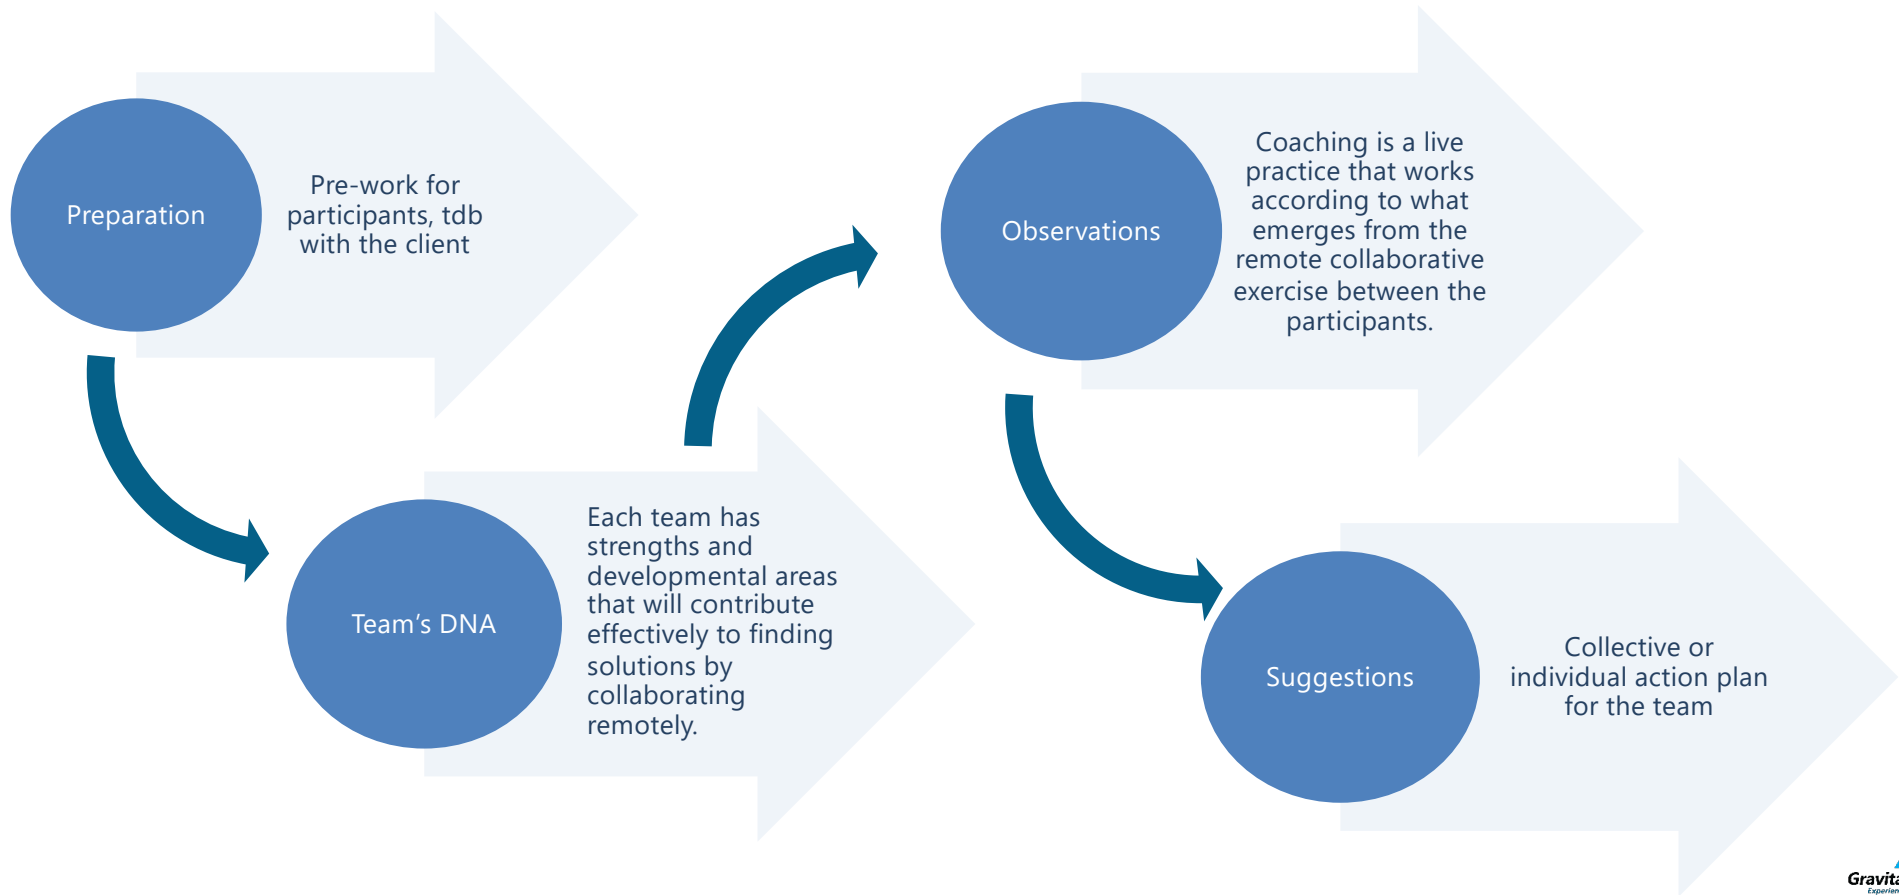 Preparation
Pre-work for
participants, tdb
with the client
Team’s DNA
Each team has
strengths and
developmental areas
that will contribute
effectively to finding
solutions by
collaborating
remotely.
Observations
Coaching is a live
practice that works
according to what
emerges from the
remote collaborative
exercise between the
participants.
Suggestions
Collective or
individual action plan
for the team